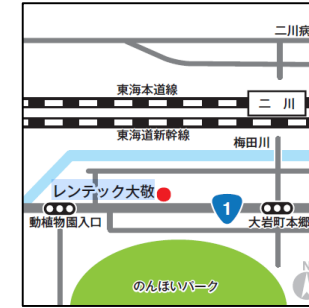 二川病
東海本道線
二川
東海道新幹線
梅田川
レンテック大敬
1
動植物園入口
大岩町本郷
のんほいパーク
N